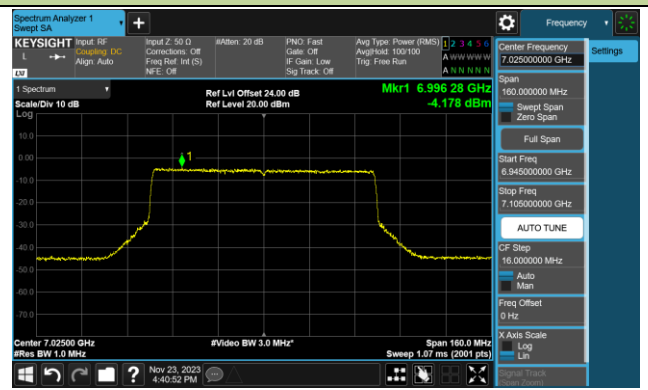 Spectrum Analyzer 1
Swept SA
Frequency
KEYSIGHT
L
LXI
Input: RF
Coupling: DC
Align: Auto
Input Z: 50 Ω
Corrections: Off
Freq Ref: Int (S)
NFE: Off
#Atten: 20 dB
PNO: Fast
Gate: Off
IF Gain: Low
Sig Track: Off
Avg Type: Power (RMS)
Avg|Hold: 100/100
Trig: Free Run
1 2 3 4 5 6
A W W W W W
A N N N N N
1 Spectrum
Scale/Div 10 dB
Log
Ref Lvl Offset 24.00 dB
Ref Level 20.00 dBm
Mkr1 6.996 28 GHz
-4.178 dBm
1
10.0
0.00
-10.0
-20.0
-30.0
-40.0
-50.0
-60.0
-70.0
Center 7.02500 GHz
#Res BW 1.0 MHz
#Video BW 3.0 MHz*
Span 160.0 MHz
Sweep 1.07 ms (2001 pts)
Nov 23, 2023
4:40:52 PM
Center Frequency
7.025000000 GHz
Settings
Span
160.000000 MHz
Swept Span
Zero Span
Full Span
Start Freq
6.945000000 GHz
Stop Freq
7.105000000 GHz
AUTO TUNE
CF Step
16.000000 MHz
Auto
Man
Freq Offset
0 Hz
X Axis Scale
Log
Lin
Signal Track
(Span Zoom)